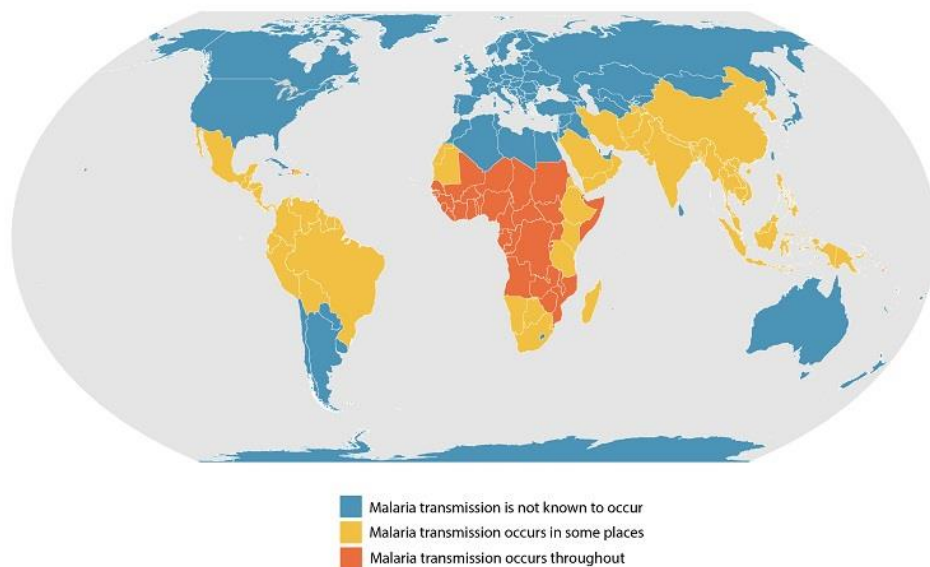 Malaria transmission is not known to occur
Malaria transmission occurs in some places
Malaria transmission occurs throughout